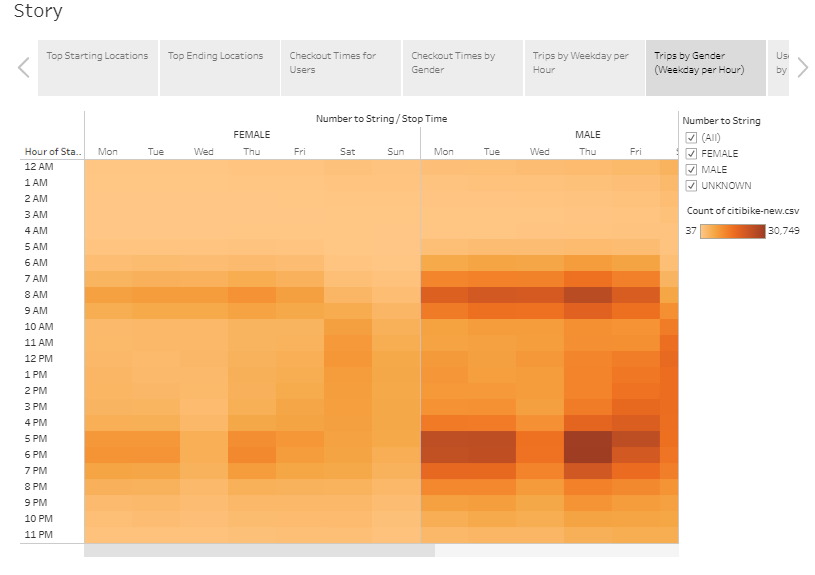 Story
Top Starting Locations
Top Ending Locations
Checkout Times for
Users
Checkout Times by
Gender
Trips by Weekday per
Hour
Trips by Gender
(Weekday per Hour)
by
Number to String / Stop Time
FEMALE
MALE
Hour of Sta..
Mon Tue Wed Thu Fri Sat Sun Mon Tue Wed Thu Fri
12 AM
1 AM
2 AM
3 AM
4 AM
5 AM
6 AM
7 AM
8 AM
9 AM
10 AM
11 AM
12 PM
1 PM
2 PM
3 PM
4 PM
5 PM
6 PM
7 PM
8 PM
9 PM
10 PM
11 PM
Number to String
(All)
FEMALE
MALE
UNKNOWN
Count of citibike-new.csv
37 30,749